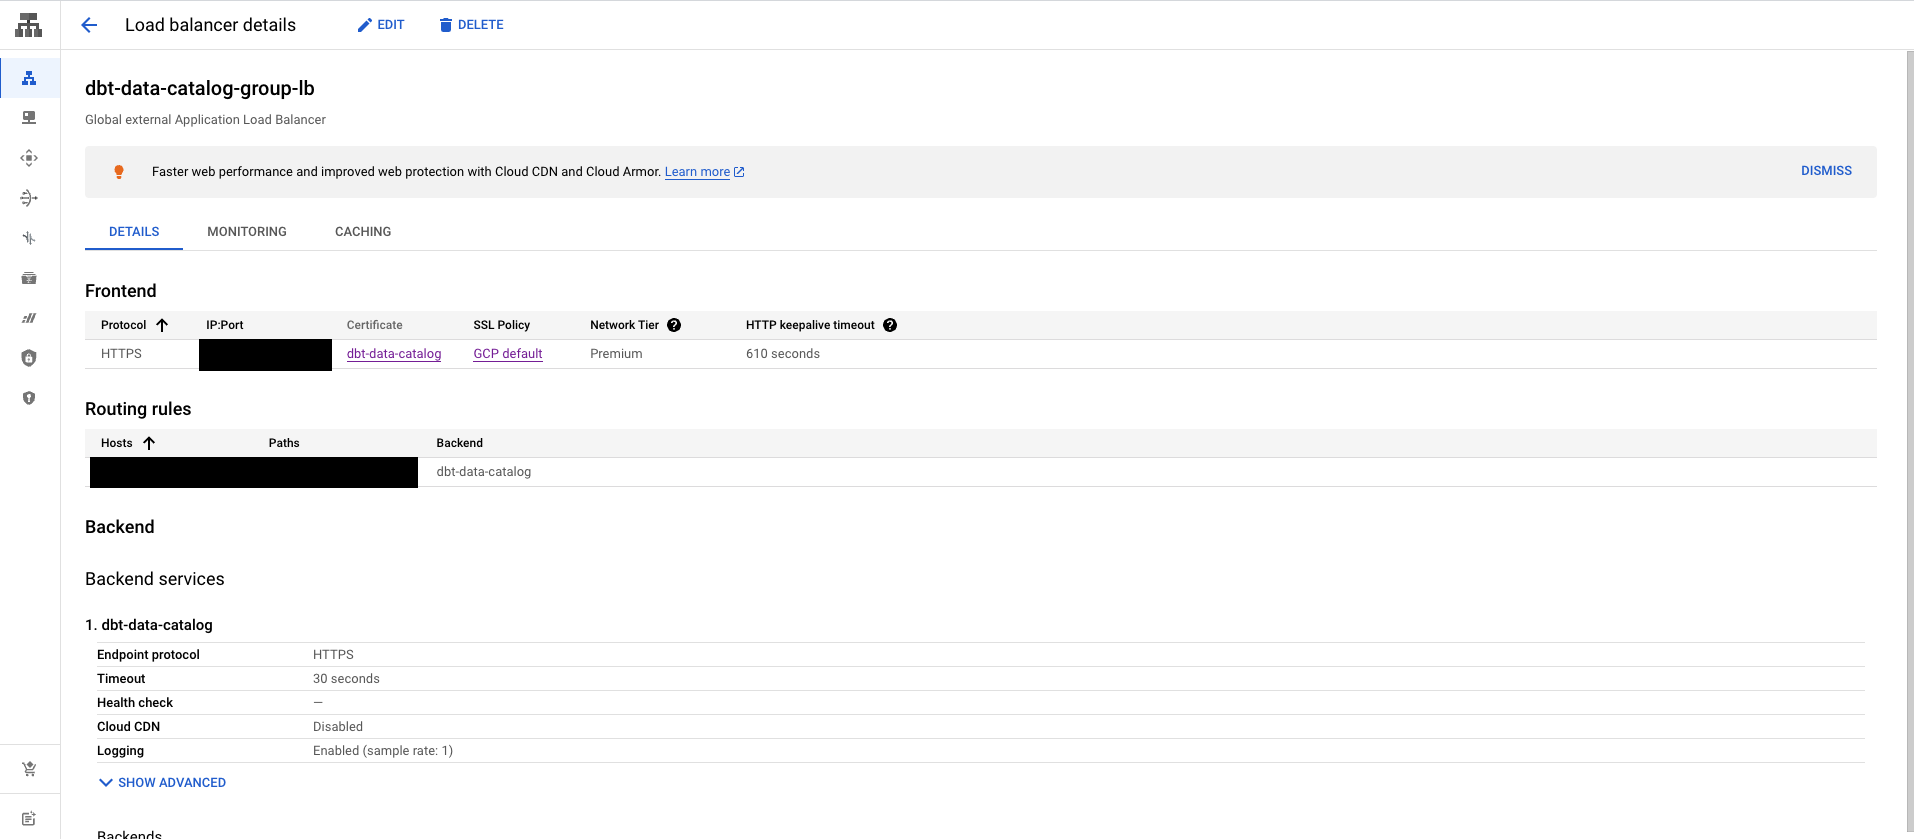 Load balancer details EDIT DELETE
dbt-data-catalog-group-lb
Global external Application Load Balancer
Faster web performance and improved web protection with Cloud CDN and Cloud Armor. Learn more DISMISS
DETAILS MONITORING CACHING
Frontend
Protocol IP:Port Certificate SSL Policy Network Tier HTTP keepalive timeout
HTTPS dbt-data-catalog GCP default Premium 610 seconds
Routing rules
Hosts Paths Backend
dbt-data-catalog
Backend
Backend services
1. dbt-data-catalog
Endpoint protocol HTTPS
Timeout 30 seconds
Health check —
Cloud CDN Disabled
Logging Enabled (sample rate: 1)
SHOW ADVANCED
Backends